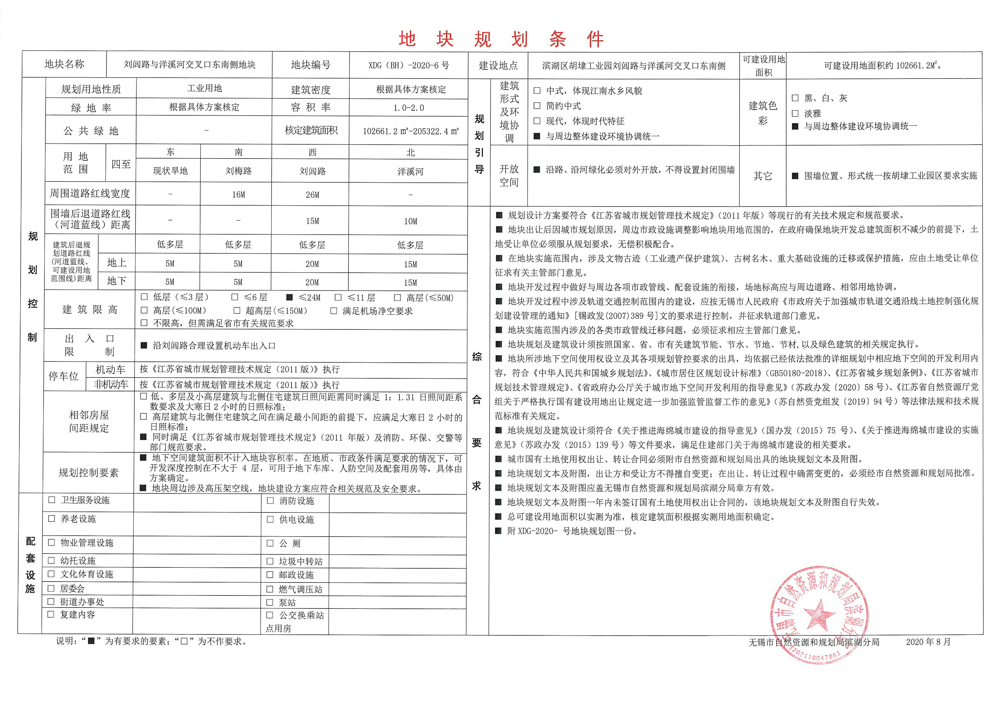 地块规划条件
地块名称 刘闾路与洋溪河交叉口东南侧地块 地块编号 XDG（BH）-2020-6号 建设地点 滨湖区胡埭工业园刘闾路与洋溪河交叉口东南侧 可建设用地面积 可建设用地面积约102661.2M²。
规划控制
规划用地性质 工业用地 建筑密度 根据具体方案核定
绿地率 根据具体方案核定 容积率 1.0-2.0
公共绿地 - 核定建筑面积 102661.2㎡-205322.4㎡
用地范围 四至 东 南 西 北
现状旱地 刘梅路 刘闾路 洋溪河
周围道路红线宽度 - 16M 26M -
围墙后退道路红线（河道蓝线）距离 - - 15M 10M
建筑后退规划道路红线(河道蓝线、可建设用地范围线)距离 低多层 低多层 低多层 低多层
地上 5M 5M 20M 15M
地下 5M 5M 20M 15M
建筑限高
□ 低层（≤3层） □ ≤6层 ■ ≤24M □ ≤11层 □ 高层(≤50M)
□ 高层(≤100M) □ 超高层(≤150M) □ 满足机场净空要求
□ 不限高，但需满足省市有关规范要求
出入口限制 ■ 沿刘闾路合理设置机动车出入口
停车位 机动车 按《江苏省城市规划管理技术规定（2011版）》执行
非机动车 按《江苏省城市规划管理技术规定（2011版）》执行
相邻房屋间距规定
□ 低、多层及小高层建筑与北侧住宅建筑日照间距需同时满足1：1.31日照间距系
数要求及大寒日2小时的日照标准；
□ 高层建筑与北侧住宅建筑之间在满足最小间距的前提下，应满足大寒日2小时的
日照标准；
■ 同时满足《江苏省城市规划管理技术规定》（2011年版）及消防、环保、交警等
部门规范要求。
规划控制要素
■ 地下空间建筑面积不计入地块容积率。在地质、市政条件满足要求的情况下，可
开发深度控制在不大于4层，可用于地下车库、人防空间及配套用房等，具体由
方案确定。
■ 地块周边涉及高压架空线，地块建设方案应符合相关规范及安全要求。
配套设施
□ 卫生服务设施 □ 消防设施
□ 养老设施 □ 供电设施
□ 物业管理设施 □ 公厕
□ 幼托设施 □ 垃圾中转站
□ 文化体育设施 □ 邮政设施
□ 居委会 □ 燃气调压站
□ 街道办事处 □ 泵站
□ 复建内容 □ 公交换乘站
点用房
规划引导
建筑形式及环境协调
□ 中式，体现江南水乡风貌
□ 简约中式
□ 现代，体现时代特征
■ 与周边整体建设环境协调统一
建筑色彩
□ 黑、白、灰
□ 淡雅
■ 与周边整体建设环境协调统一
开放空间 ■ 沿路、沿河绿化必须对外开放，不得设置封闭围墙
其它 ■ 围墙位置、形式统一按胡埭工业园区要求实施
综合要求
■ 规划设计方案要符合《江苏省城市规划管理技术规定》（2011年版）等现行的有关技术规定和规范要求。
■ 地块出让后因城市规划原因，周边市政设施调整影响地块用地范围的，在政府确保地块开发总建筑面积不减少的前提下，土
地受让单位必须服从规划要求，无偿积极配合。
■ 在地块实施范围内，涉及文物古迹（工业遗产保护建筑）、古树名木、重大基础设施的迁移或保护措施，应由土地受让单位
征求有关主管部门意见。
■ 地块开发过程中做好与周边各项市政管线、配套设施的衔接，场地标高应与周边道路、相邻用地协调。
■ 地块开发过程中涉及轨道交通控制范围内的建设，应按无锡市人民政府《市政府关于加强城市轨道交通沿线土地控制强化规
划建设管理的通知》[锡政发(2007)389号]文的要求进行控制，并征求轨道部门意见。
■ 地块实施范围内涉及的各类市政管线迁移问题，必须征求相应主管部门意见。
■ 地块规划及建筑设计须按照国家、省、市有关建筑节能、节水、节地、节材,以及绿色建筑的相关规定执行。
■ 地块所涉地下空间使用权设立及其各项规划管控要求的出具，均依据已经依法批准的详细规划中相应地下空间的开发利用内
容，符合《中华人民共和国城乡规划法》、《城市居住区规划设计标准》（GB50180-2018）、《江苏省城乡规划条例》、《江苏省城市
规划技术管理规定》、《省政府办公厅关于城市地下空间开发利用的指导意见》（苏政办发〔2020〕58号）、《江苏省自然资源厅党
组关于严格执行国有建设用地出让规定进一步加强监管监督工作的意见》（苏自然资党组发〔2019〕94号）等法律法规和技术规
范标准有关规定。
■ 地块规划及建筑设计须符合《关于推进海绵城市建设的指导意见》（国办发（2015）75号）、《关于推进海绵城市建设的实施
意见》（苏政办发（2015）139号）等文件要求，满足住建部门关于海绵城市建设的相关要求。
■ 城市国有土地使用权出让、转让合同必须附市自然资源和规划局出具的地块规划文本及附图。
■ 地块规划文本及附图，出让方和受让方不得擅自变更；在出让、转让过程中确需变更的，必须经市自然资源和规划局批准。
■ 地块规划文本及附图应盖无锡市自然资源和规划局滨湖分局章方有效。
■ 地块规划文本及附图一年内未签订国有土地使用权出让合同的，该地块规划文本及附图自行失效。
■ 总可建设用地面积以实测为准，核定建筑面积根据实测用地面积确定。
■ 附XDG-2020- 号地块规划图一份。
无锡市自然资源和规划局滨湖分局
3202110047861
说明：“■”为有要求的要素；“□”为不作要求。
无锡市自然资源和规划局滨湖分局 2020年8月